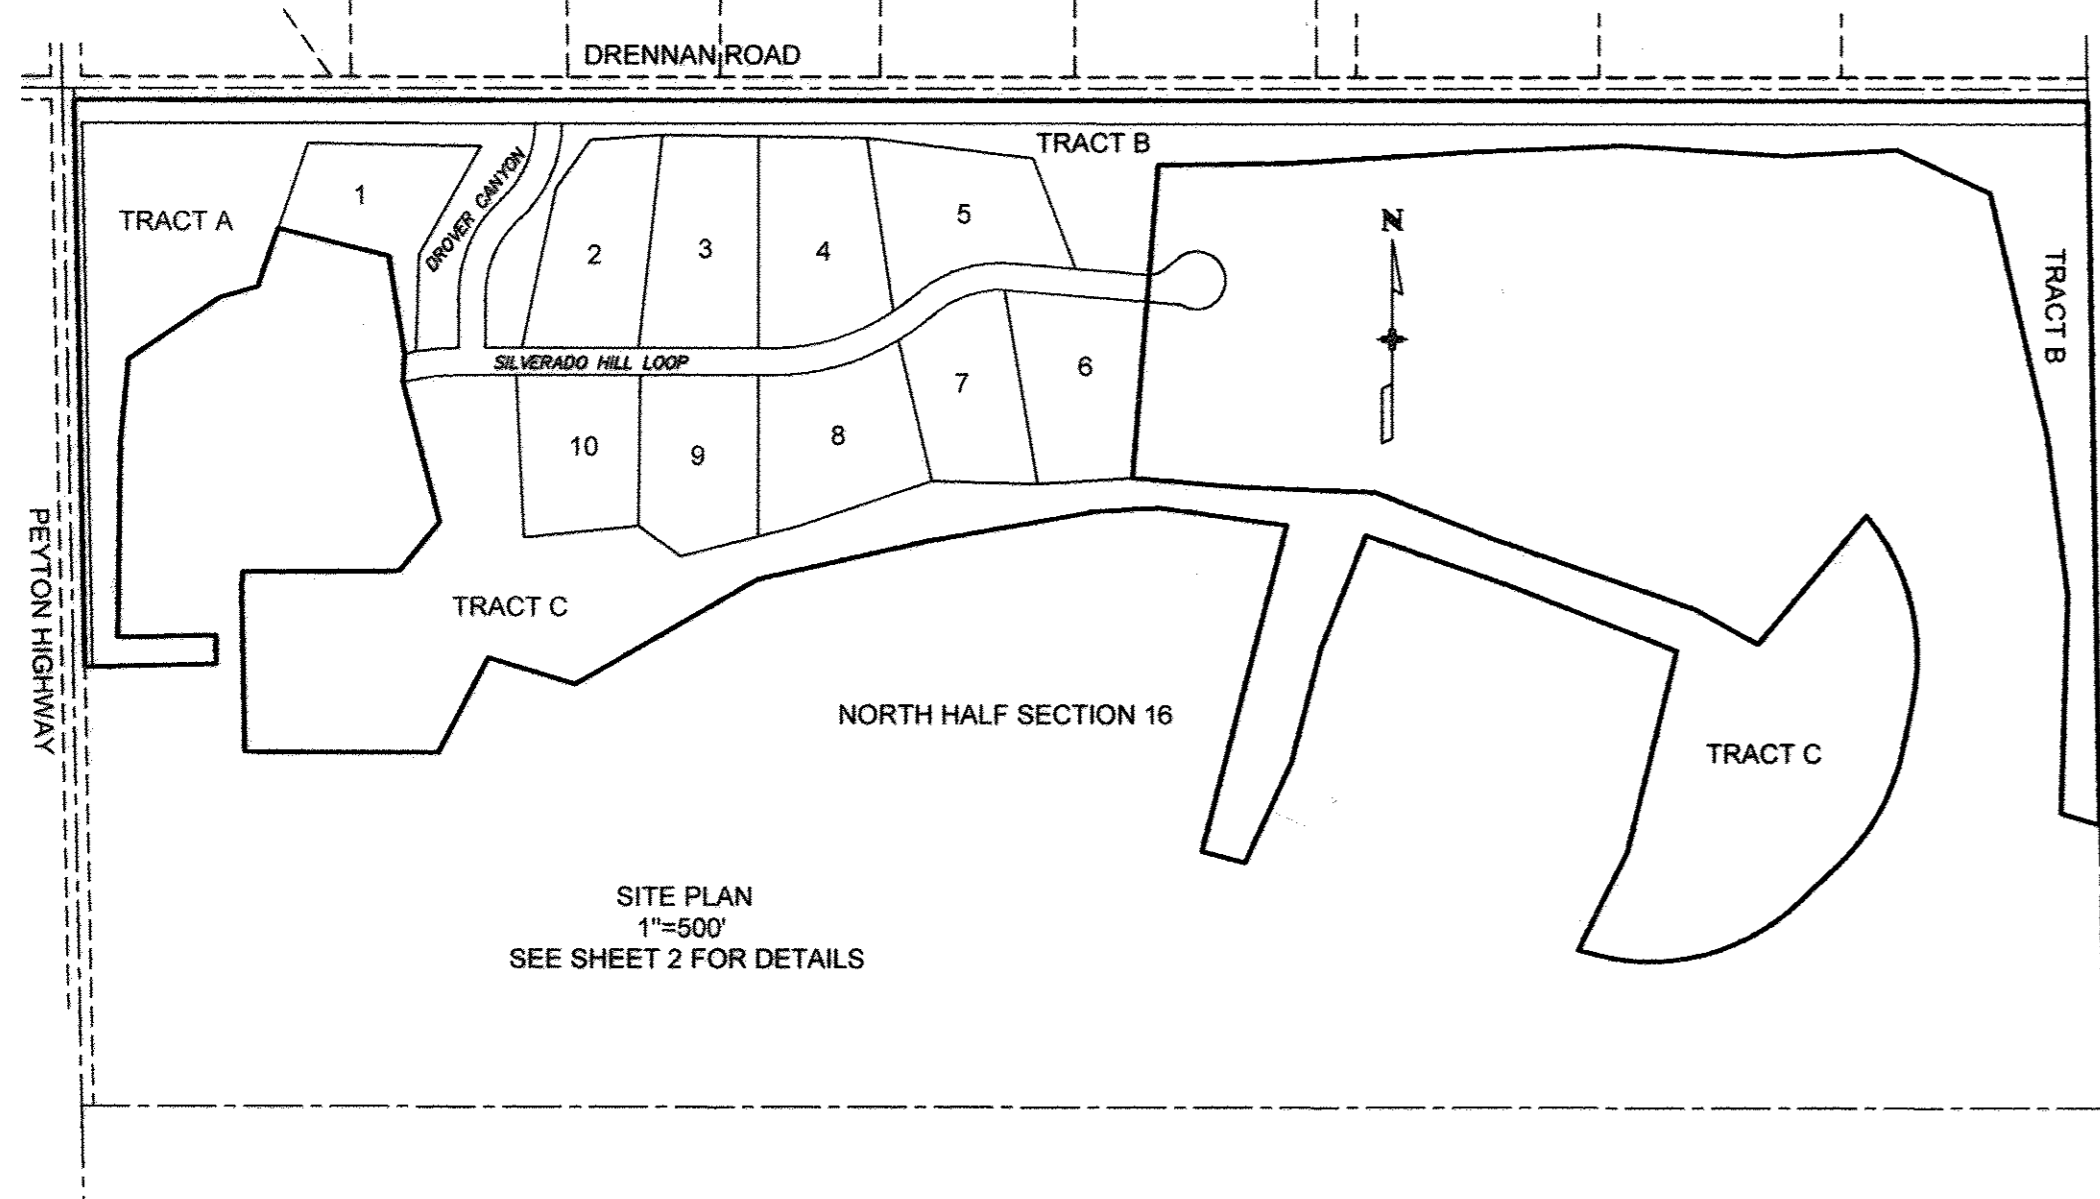 DRENNAN ROAD
TRACT B
TRACT A
1
DROVER CANYON
2
3
4
5
N
TRACT B
SILVERADO HILL LOOP
6
7
8
9
10
PEYTON HIGHWAY
TRACT C
NORTH HALF SECTION 16
TRACT C
SITE PLAN
1"=500'
SEE SHEET 2 FOR DETAILS